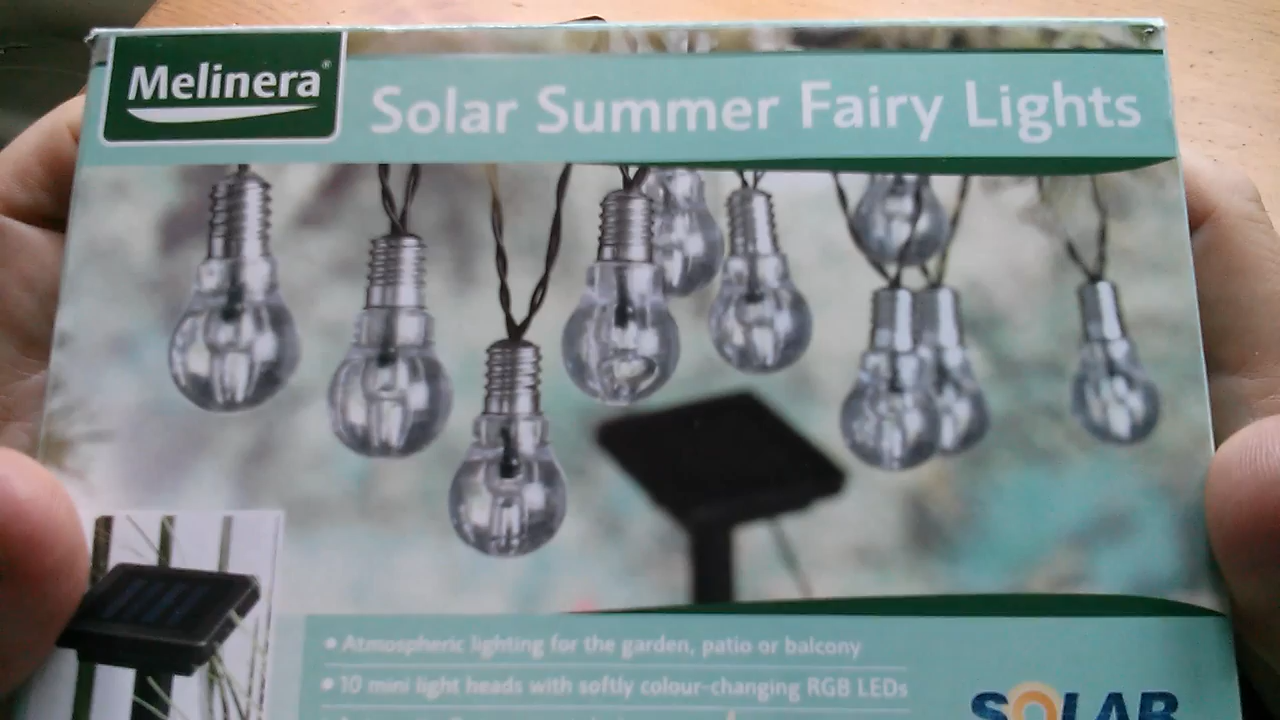 Melinera®
Solar Summer Fairy Lights
• Atmospheric lighting for the garden, patio or balcony
• 10 mini light heads with softly colour-changing RGB LEDs
SOLAR